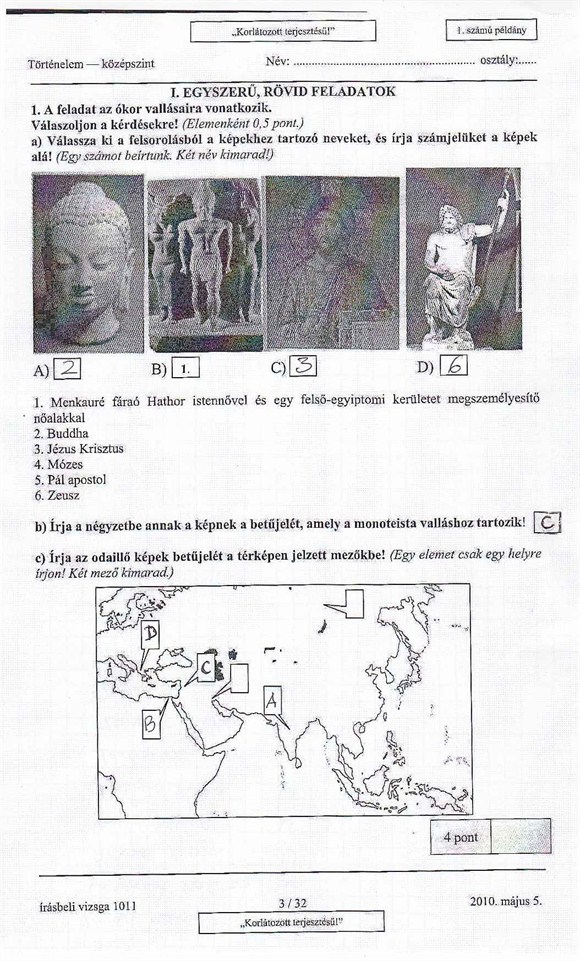 „Korlátozott terjesztésű!”
1. számú példány
Történelem — középszint
Név: ............................................................ osztály:......
I. EGYSZERŰ, RÖVID FELADATOK
1. A feladat az ókor vallásaira vonatkozik.
Válaszoljon a kérdésekre! (Elemenként 0,5 pont.)
a) Válassza ki a felsorolásból a képekhez tartozó neveket, és írja számjelüket a képek
alá! (Egy számot beírtunk. Két név kimarad!)
A) 2 B) 1. C) 3 D) 6
1. Menkauré fáraó Hathor istennővel és egy felső-egyiptomi kerületet megszemélyesítő
nőalakkal
2. Buddha
3. Jézus Krisztus
4. Mózes
5. Pál apostol
6. Zeusz
b) Írja a négyzetbe annak a képnek a betűjelét, amely a monoteista valláshoz tartozik! C
c) Írja az odaillő képek betűjelét a térképen jelzett mezőkbe! (Egy elemet csak egy helyre
írjon! Két mező kimarad.)
D
C
A
B
4 pont
írásbeli vizsga 1011
3 / 32
2010. május 5.
„Korlátozott terjesztésű!”